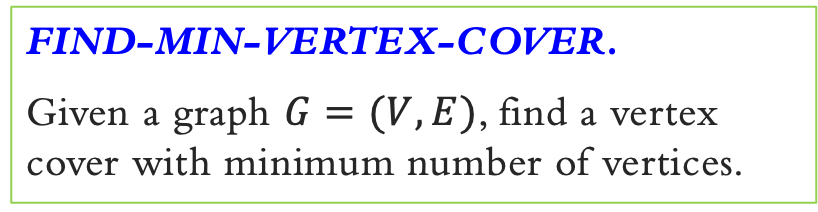 FIND-MIN-VERTEX-COVER.
Given a graph G = (V, E), find a vertex
cover with minimum number of vertices.